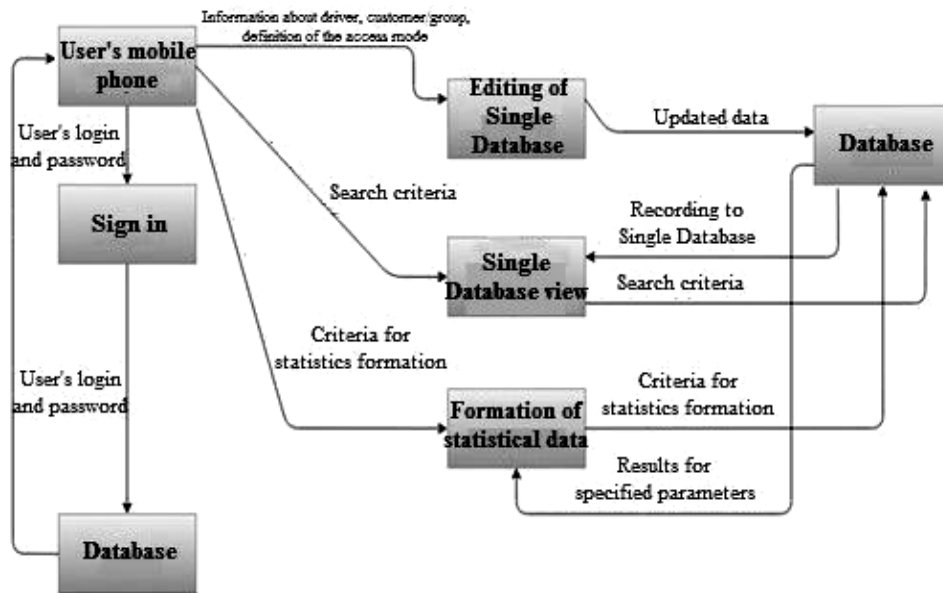 Information about driver, customer/group,
definition of the access mode
User's mobile
phone
Editing of
Single
Database
Updated data
Database
User's login
and password
Search criteria
Sign in
Recording to
Single Database
Single
Database view
Search criteria
Criteria for
statistics formation
User's login
and password
Formation of
statistical data
Criteria for
statistics formation
Results for
specified parameters
Database